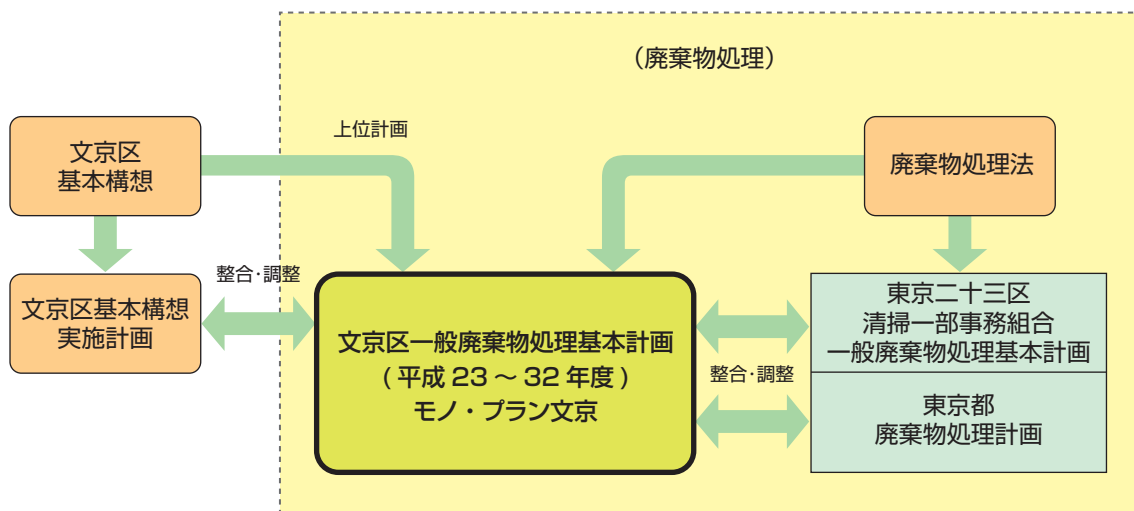 （廃棄物処理）
上位計画
文京区
基本構想
廃棄物処理法
整合・調整
文京区基本構想
実施計画
文京区一般廃棄物処理基本計画
( 平成 23 ～ 32 年度 )
モノ・プラン文京
整合・調整
東京二十三区
清掃一部事務組合
一般廃棄物処理基本計画
東京都
廃棄物処理計画